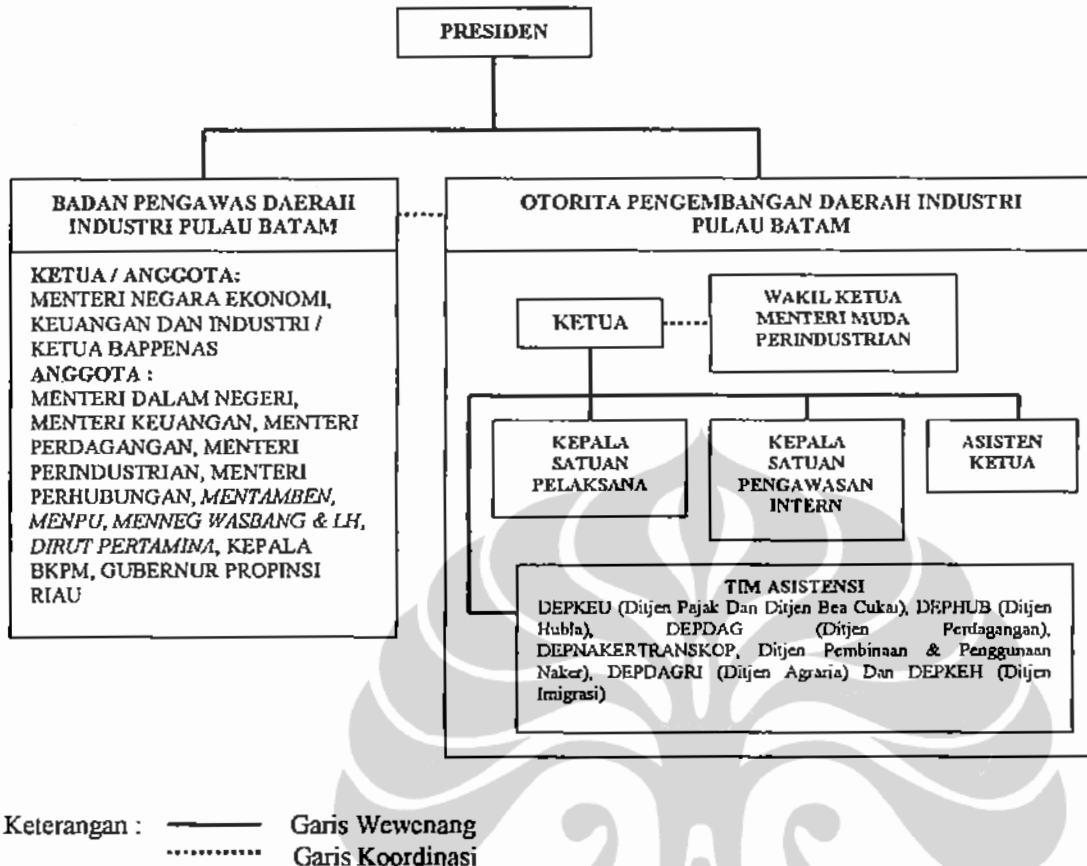 PRESIDEN
BADAN PENGAWAS DAERAH
INDUSTRI PULAU BATAM
KETUA / ANGGOTA:
MENTERI NEGARA EKONOMI,
KEUANGAN DAN INDUSTRI /
KETUA BAPPENAS
ANGGOTA :
MENTERI DALAM NEGERI,
MENTERI KEUANGAN, MENTERI
PERDAGANGAN, MENTERI
PERINDUSTRIAN, MENTERI
PERHUBUNGAN, MENTAMBEN,
MENPU, MENNEG WASBANG & LH,
DIRUT PERTAMINA, KEPALA
BKPM, GUBERNUR PROPINSI
RIAU
OTORITA PENGEMBANGAN DAERAH INDUSTRI
PULAU BATAM
KETUA
WAKIL KETUA
MENTERI MUDA
PERINDUSTRIAN
KEPALA
SATUAN
PELAKSANA
KEPALA
SATUAN
PENGAWASAN
INTERN
ASISTEN
KETUA
TIM ASISTENSI
DEPKEU (Ditjen Pajak Dan Ditjen Bea Cukai), DEPHUB (Ditjen
Hubla), DEPDAG (Ditjen Perdagangan),
DEPNAKERTRANSKOP, Ditjen Pembinaan & Penggunaan
Naker), DEPDAGRI (Ditjen Agraria) Dan DEPKEH (Ditjen
Imigrasi)
Keterangan : Garis Wewenang
Garis Koordinasi